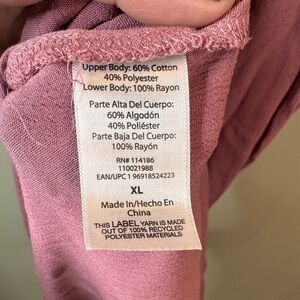 Upper Body: 60% Cotton
40% Polyester
Lower Body: 100% Rayon
Parte Alta Del Cuerpo:
60% Algodón
40% Poliéster
Parte Baja Del Cuerpo:
100% Rayón
RN# 114186
110021988
EAN/UPC 1 96918524223
XL
Made in/Hecho En
China
THIS LABEL YARN IS MADE
OUT OF 100% RECYCLED
POLYESTER MATERIALS